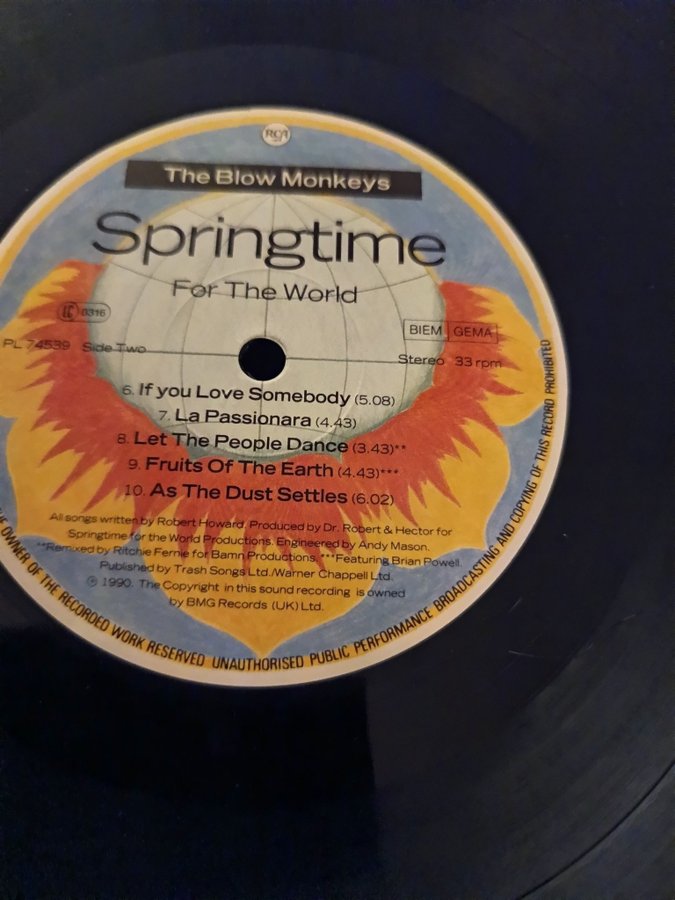 RCA
The Blow Monkeys
Springtime
For The World
LC 0316
BIEM GEMA
PL 74539 Side Two
Stereo 33 rpm
6. If you Love Somebody (5.08)
7. La Passionara (4.43)
8. Let The People Dance (3.43)**
9. Fruits Of The Earth (4.43)***
10. As The Dust Settles (6.02)
All songs written by Robert Howard. Produced by Dr. Robert & Hector for
Springtime for the World Productions. Engineered by Andy Mason.
**Remixed by Ritchie Fernie for Bamn Productions. ***Featuring Brian Powell.
Published by Trash Songs Ltd./Warner Chappell Ltd.
℗ 1990. The Copyright in this sound recording is owned
by BMG Records (UK) Ltd.
OWNER OF THE RECORDED WORK RESERVED UNAUTHORISED PUBLIC PERFORMANCE BROADCASTING AND COPYING OF THIS RECORD PROHIBITED